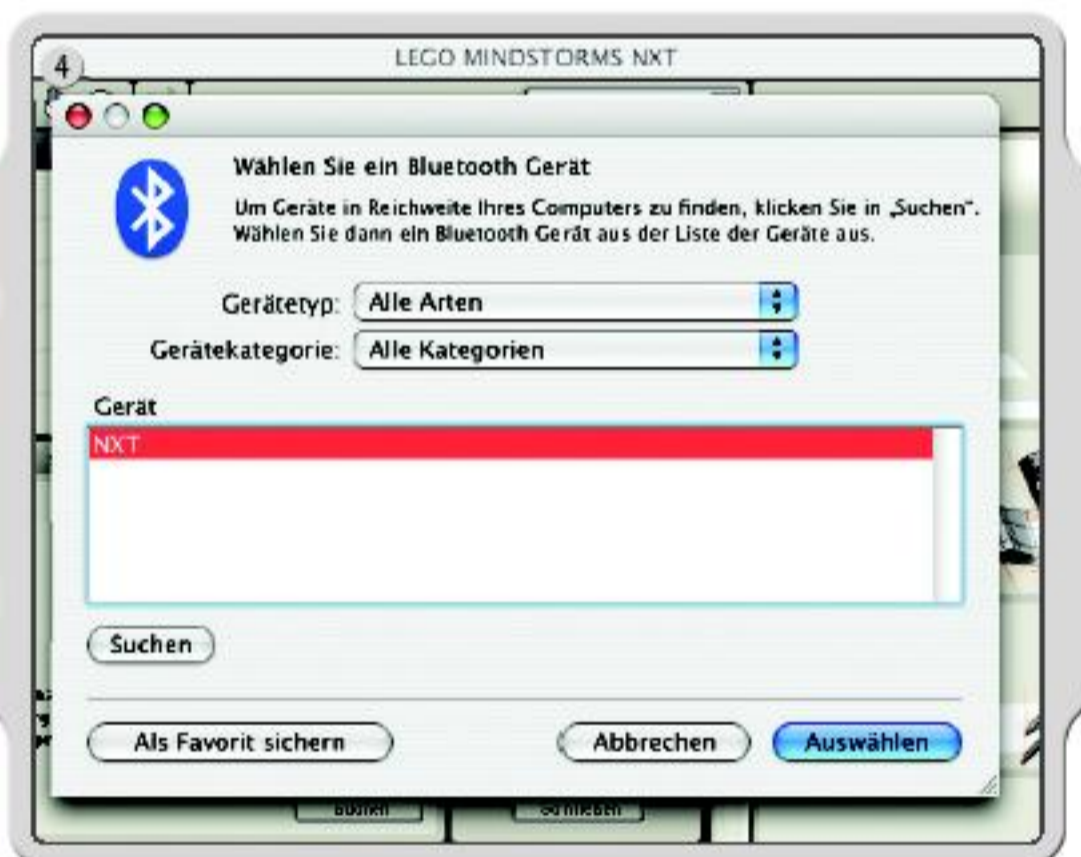 4
LEGO MINDSTORMS NXT
Wählen Sie ein Bluetooth Gerät
Um Geräte in Reichweite Ihres Computers zu finden, klicken Sie in „Suchen“.
Wählen Sie dann ein Bluetooth Gerät aus der Liste der Geräte aus.
Gerätetyp: Alle Arten
Gerätekategorie: Alle Kategorien
Gerät
NXT
Suchen
Als Favorit sichern Abbrechen Auswählen